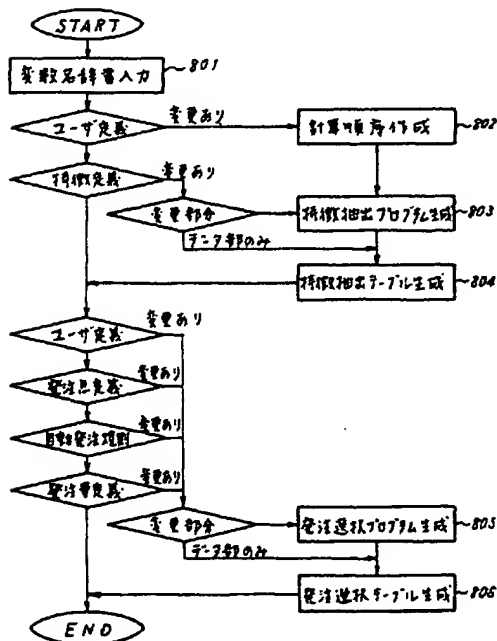 START
変数名辞書入力
801
ユーザ定義
変更あり
計算順序作成
802
特徴定義
変更あり
変更部分
特徴抽出プログラム生成
803
データ部のみ
特徴抽出テーブル生成
804
ユーザ定義
変更あり
発注点定義
変更あり
自動発注規則
変更あり
発注量定義
変更あり
変更部分
発注選択プログラム生成
805
データ部のみ
発注選択テーブル生成
806
END